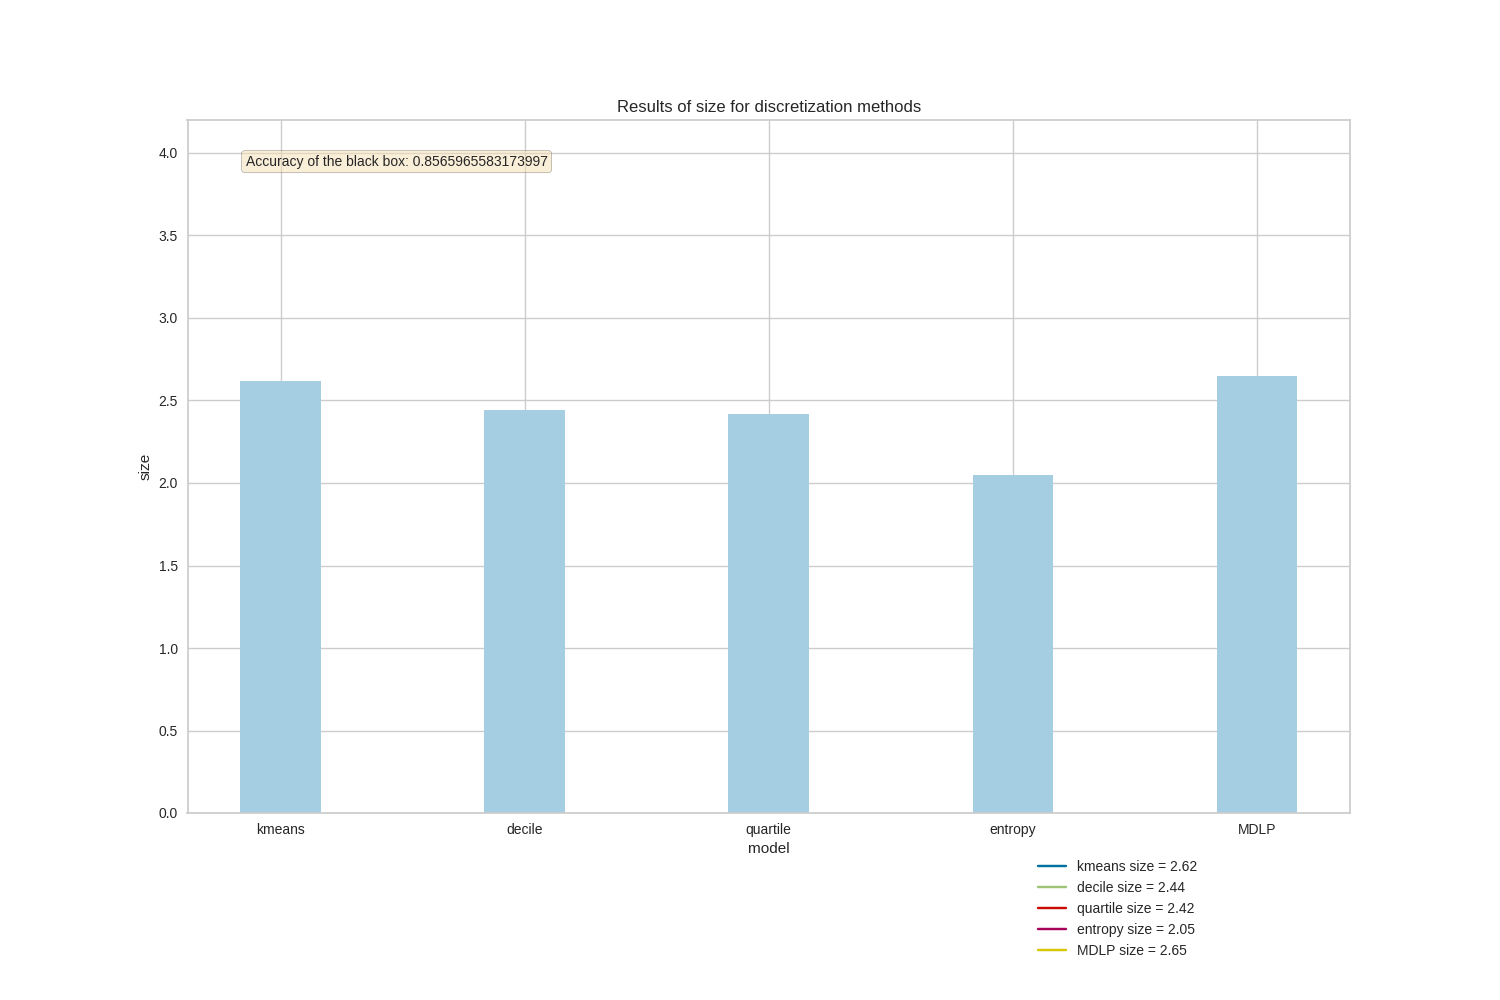 Results of size for discretization methods
4.0
Accuracy of the black box: 0.8565965583173997
3.5
3.0
2.5
size
2.0
1.5
1.0
0.5
0.0
kmeans decile quartile entropy MDLP
model
kmeans size = 2.62
decile size = 2.44
quartile size = 2.42
entropy size = 2.05
MDLP size = 2.65